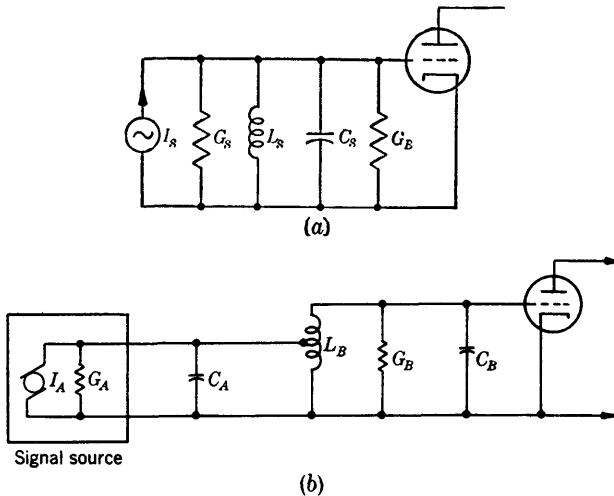 I_S G_S L_S C_S G_B
(a)
I_A G_A C_A L_B G_B C_B
Signal source
(b)